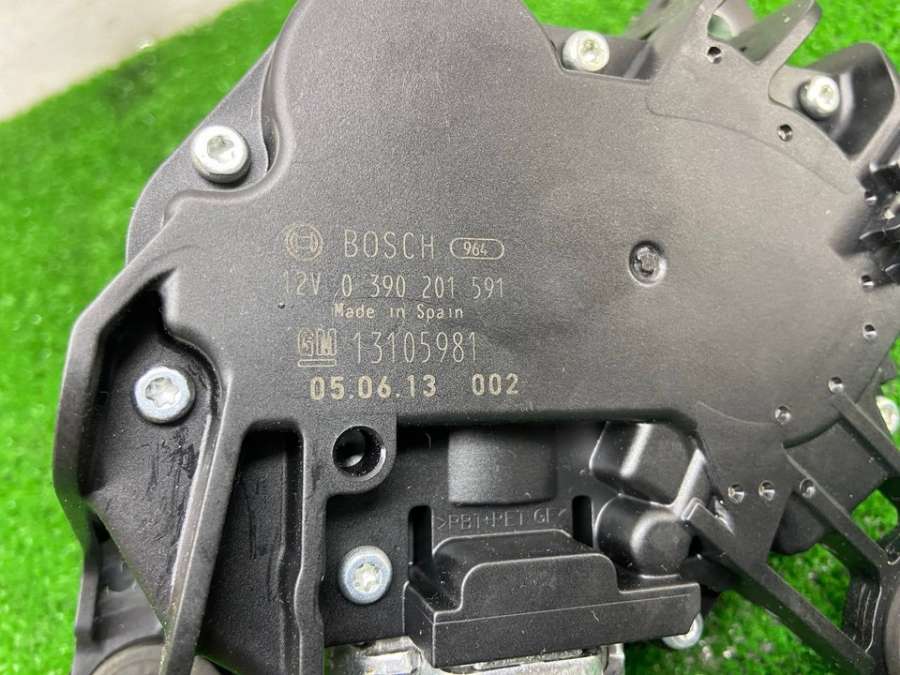 BOSCH 964
12V 0 390 201 591
Made in Spain
GM 13105981
05.06.13 002
>PBT+PET GF<